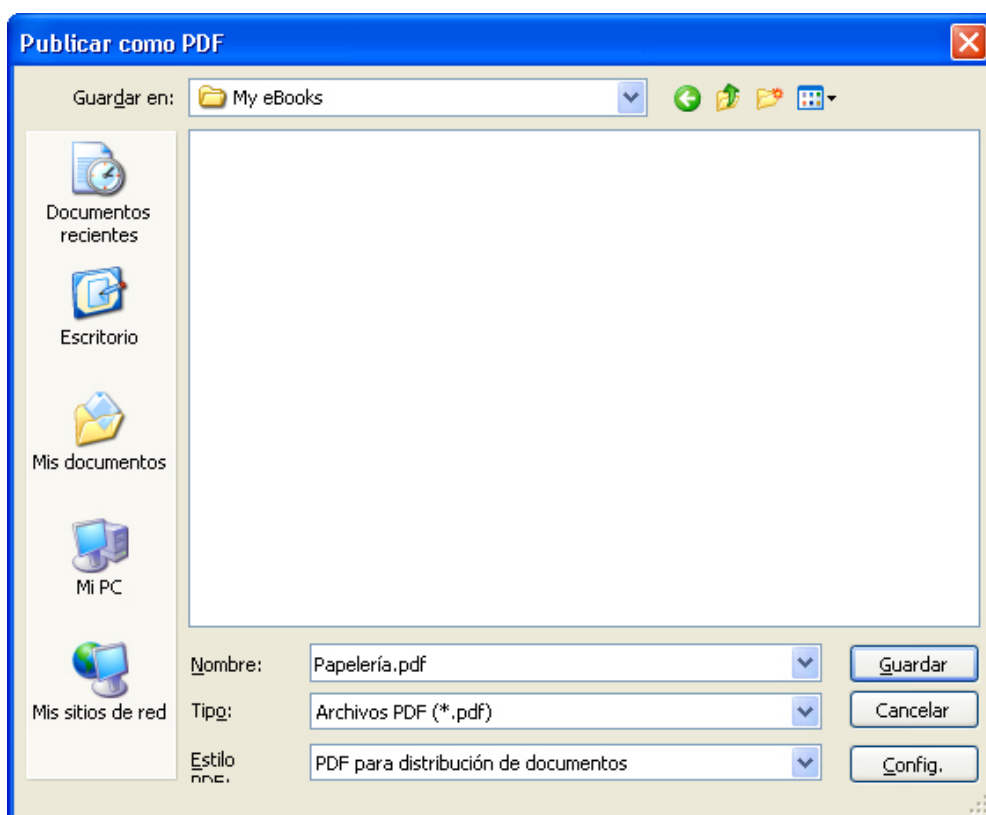 Publicar como PDF
Guardar en:
My eBooks
Documentos
recientes
Escritorio
Mis documentos
Mi PC
Mis sitios de red
Nombre:
Papelería.pdf
Guardar
Tipo:
Archivos PDF (*.pdf)
Cancelar
Estilo
PDF:
PDF para distribución de documentos
Config.